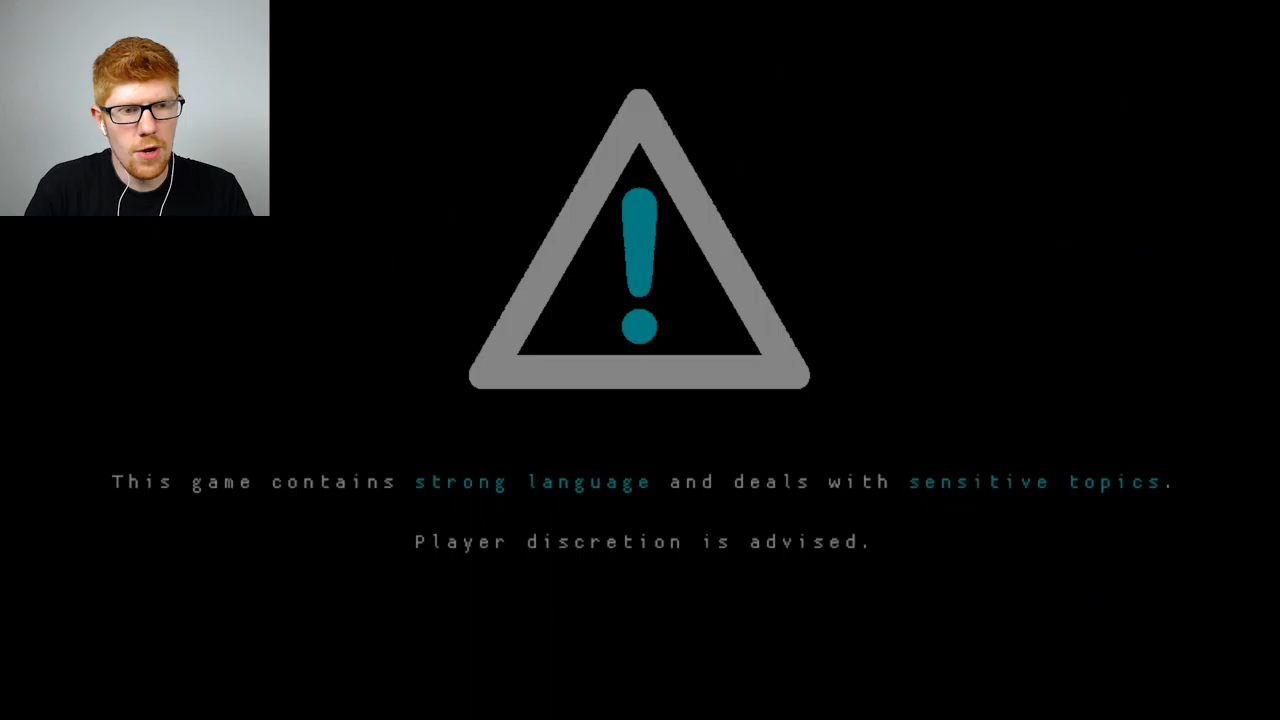 This game contains strong language and deals with sensitive topics.
Player discretion is advised.